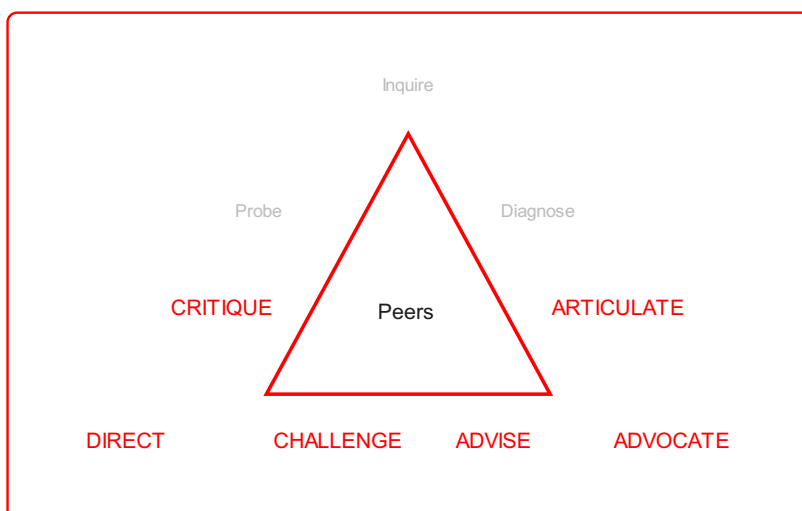 Inquire
Probe Diagnose
CRITIQUE Peers ARTICULATE
DIRECT CHALLENGE ADVISE ADVOCATE